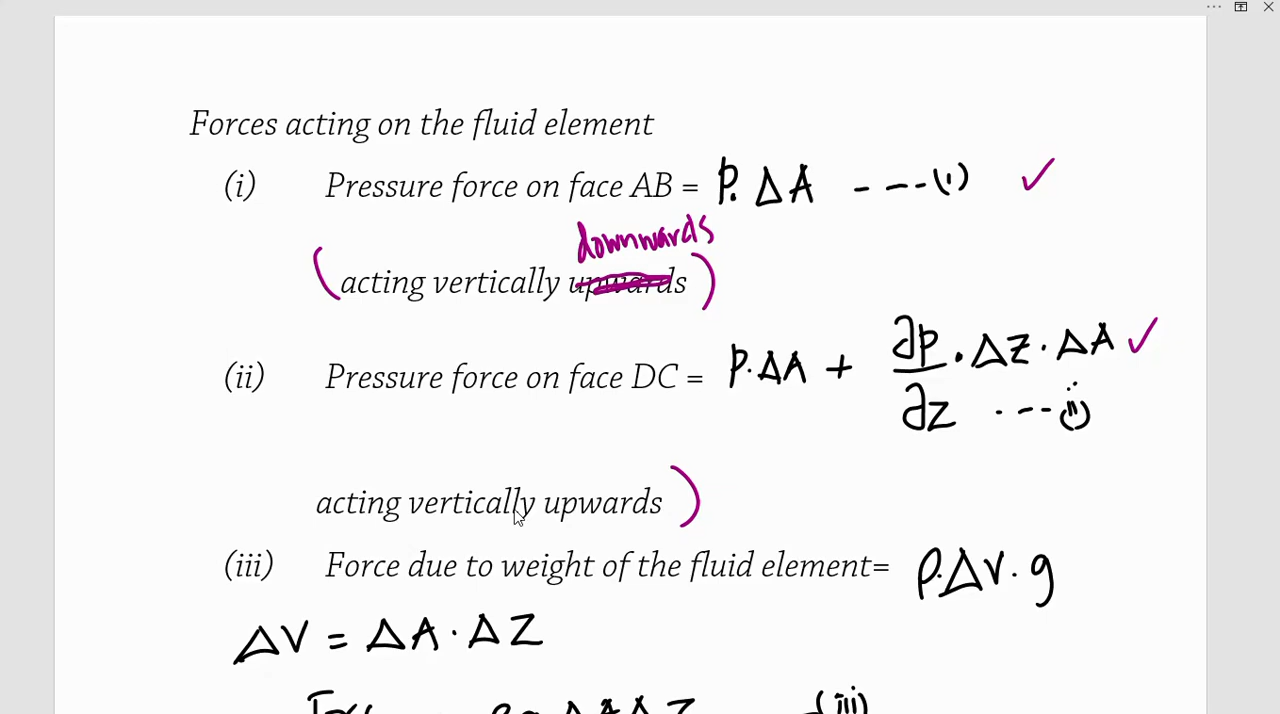 Forces acting on the fluid element
(i) Pressure force on face AB = P. ΔA - - - - (i) ✓
downwards
(acting vertically upwards)
(ii) Pressure force on face DC = P·ΔA + ∂p/∂z · ΔZ · ΔA ✓
· - - - (ii)
acting vertically upwards )
(iii) Force due to weight of the fluid element= ρ·ΔV·g
ΔV = ΔA · ΔZ
(iii)